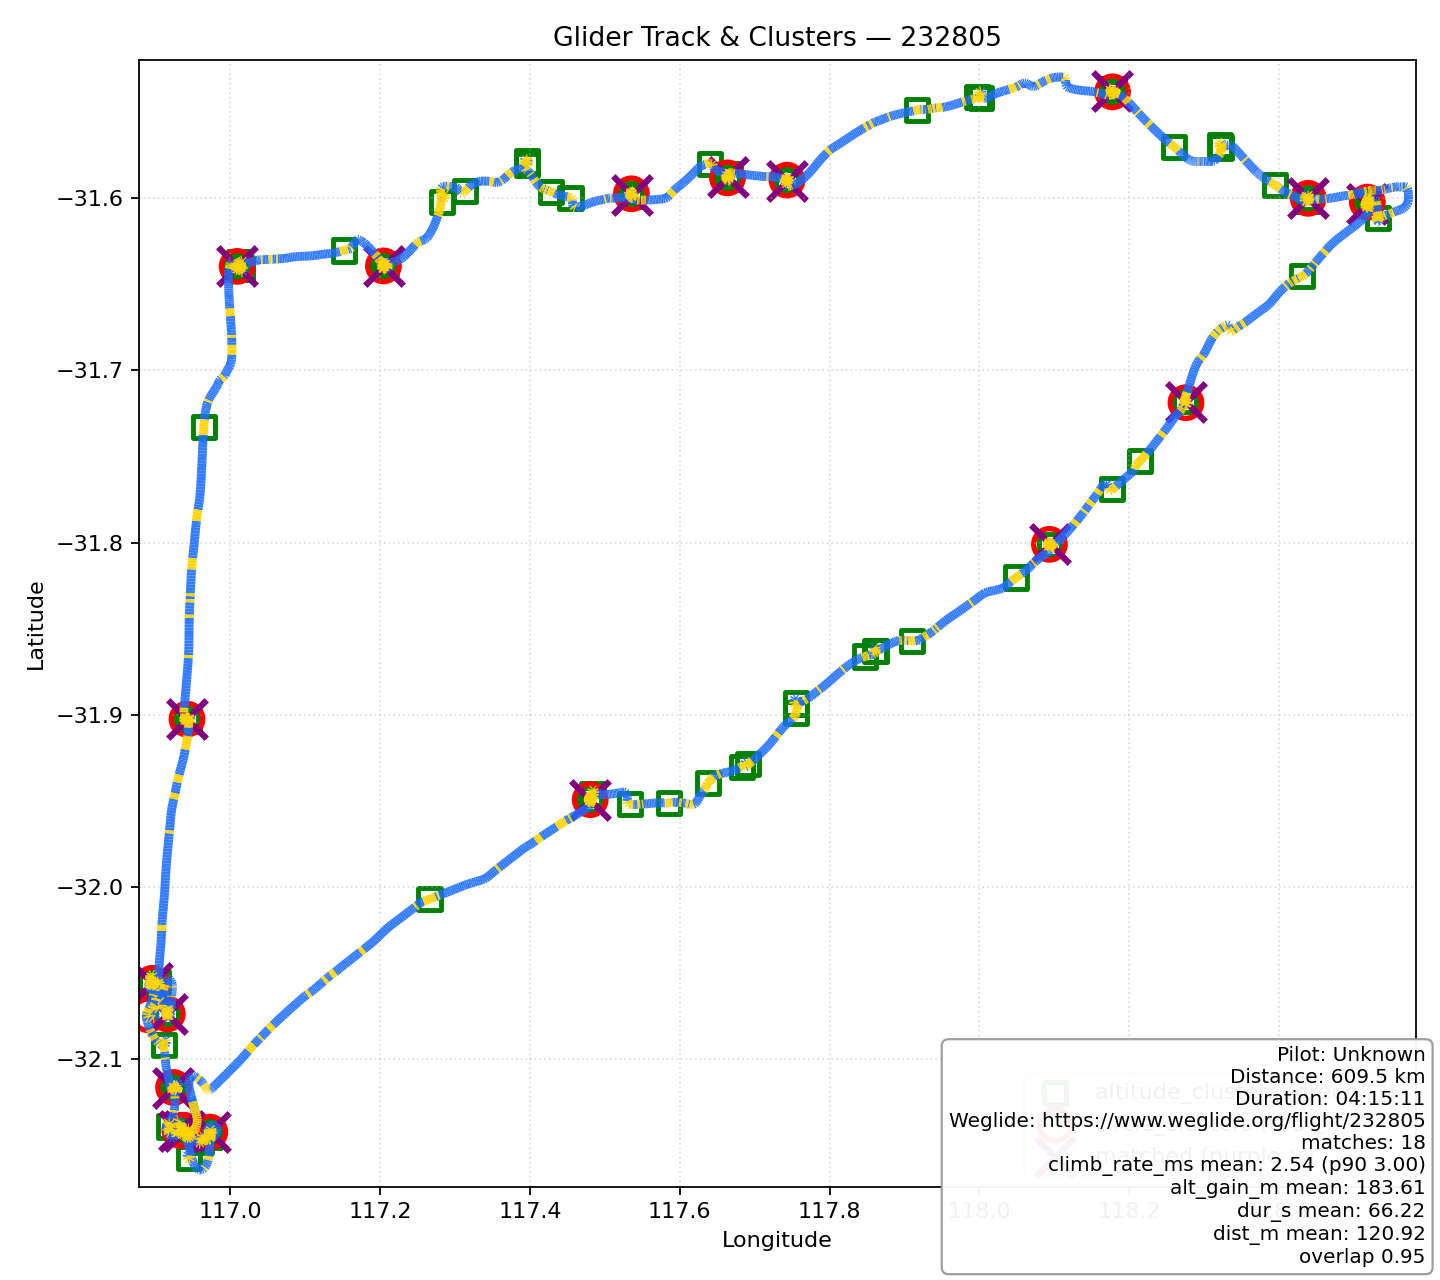 Glider Track & Clusters — 232805
Latitude
−31.6
−31.7
−31.8
−31.9
−32.0
−32.1
117.0
117.2
117.4
117.6
117.8
118.0
118.2
Longitude
altitude_clus
matched (purple
Pilot: Unknown
Distance: 609.5 km
Duration: 04:15:11
Weglide: https://www.weglide.org/flight/232805
matches: 18
climb_rate_ms mean: 2.54 (p90 3.00)
alt_gain_m mean: 183.61
dur_s mean: 66.22
dist_m mean: 120.92
overlap 0.95